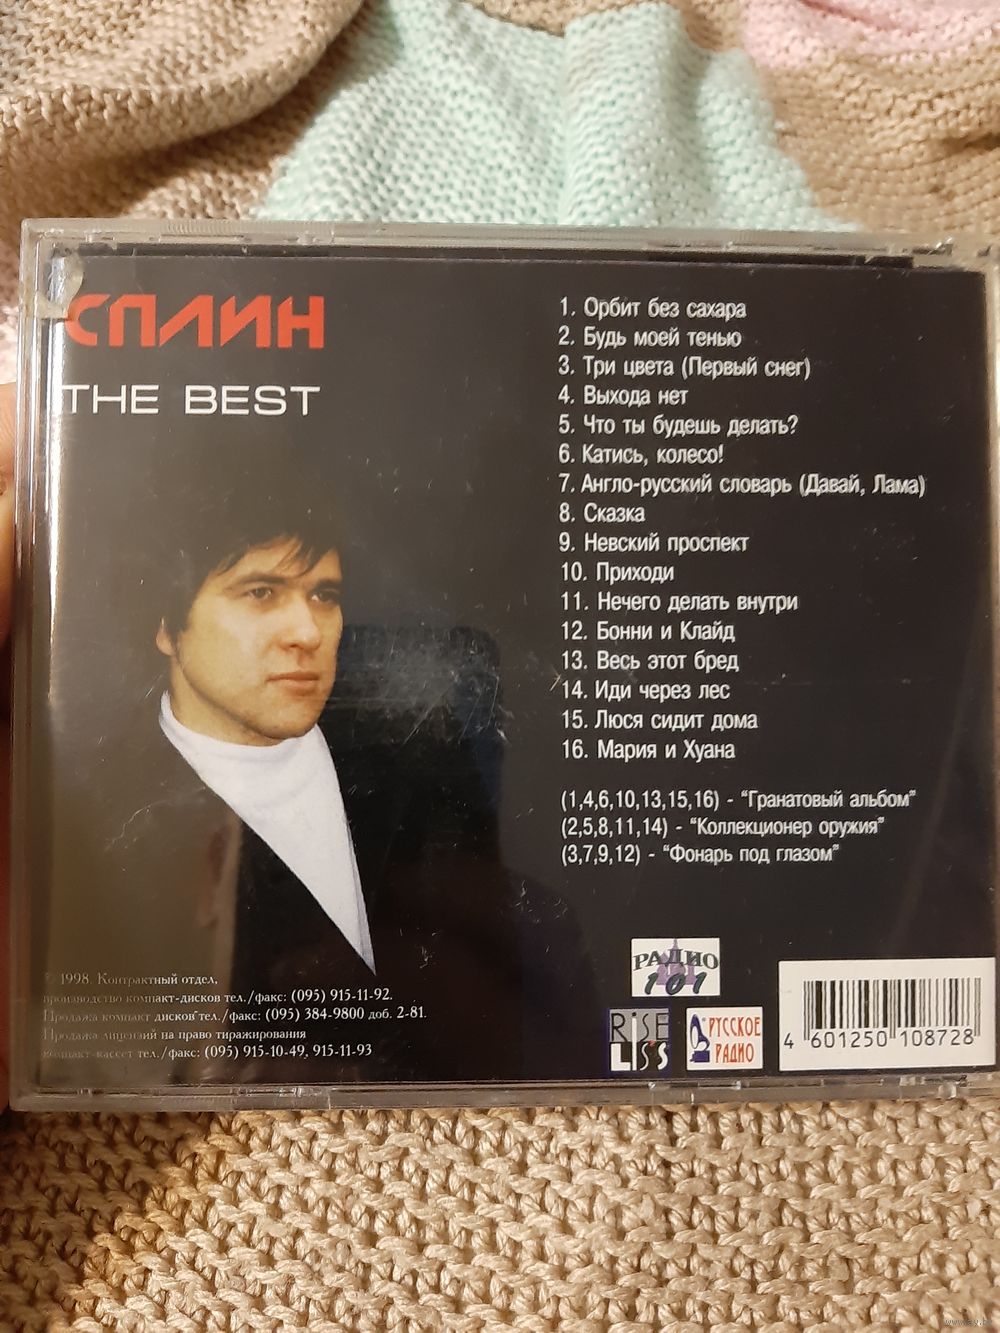 СПЛИН
THE BEST
1. Орбит без сахара
2. Будь моей тенью
3. Три цвета (Первый снег)
4. Выхода нет
5. Что ты будешь делать?
6. Катись, колесо!
7. Англо-русский словарь (Давай, Лама)
8. Сказка
9. Невский проспект
10. Приходи
11. Нечего делать внутри
12. Бонни и Клайд
13. Весь этот бред
14. Иди через лес
15. Люся сидит дома
16. Мария и Хуана
(1,4,6,10,13,15,16) - "Гранатовый альбом"
(2,5,8,11,14) - "Коллекционер оружия"
(3,7,9,12) - "Фонарь под глазом"
© 1998. Контрактный отдел,
производство компакт-дисков тел./факс: (095) 915-11-92.
Продажа компакт дисков тел./факс: (095) 384-9800 доб. 2-81.
Продажа лицензий на право тиражирования
компакт-кассет тел./факс: (095) 915-10-49, 915-11-93
РАДИО
101
RISE
LISS
РУССКОЕ
РАДИО
4 601250 108728